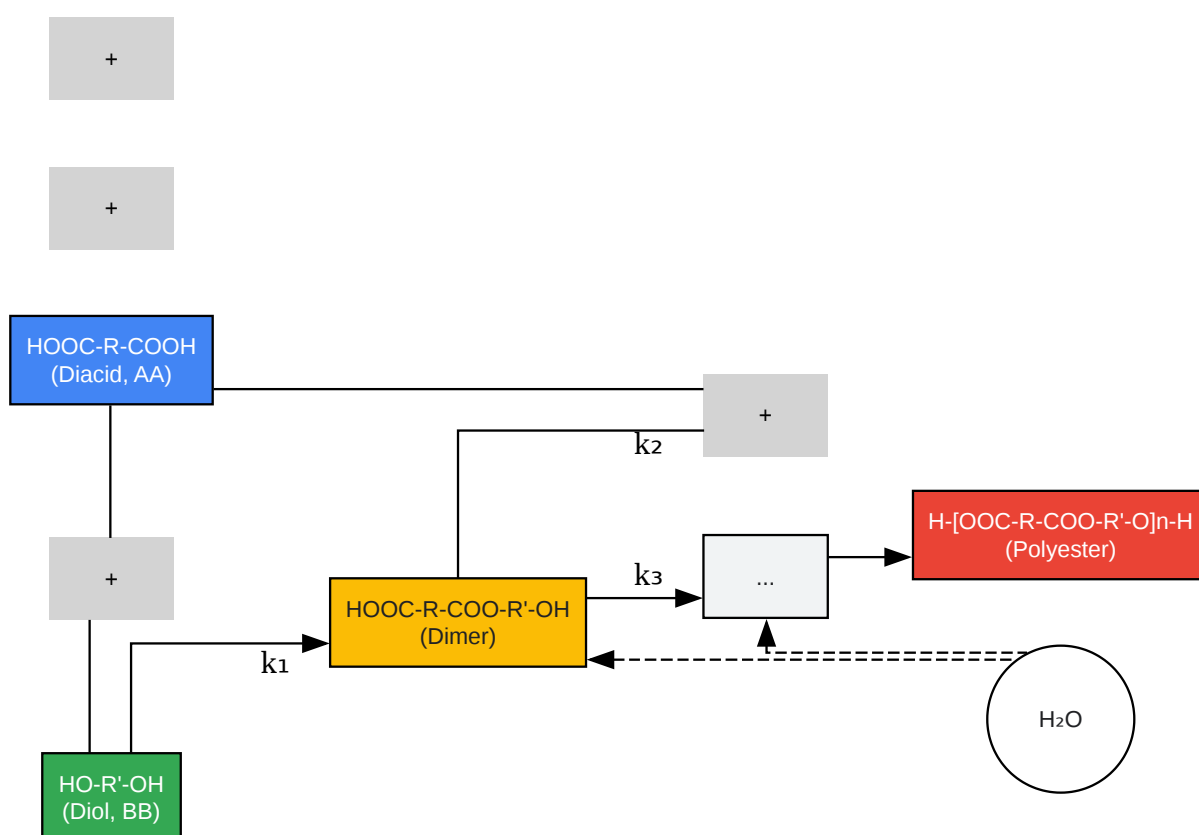 +
+
HOOC-R-COOH
(Diacid, AA)
+
k₂
H-[OOC-R-COO-R'-O]n-H
(Polyester)
+
k₃
...
HOOC-R-COO-R'-OH
(Dimer)
k₁
H₂O
HO-R'-OH
(Diol, BB)